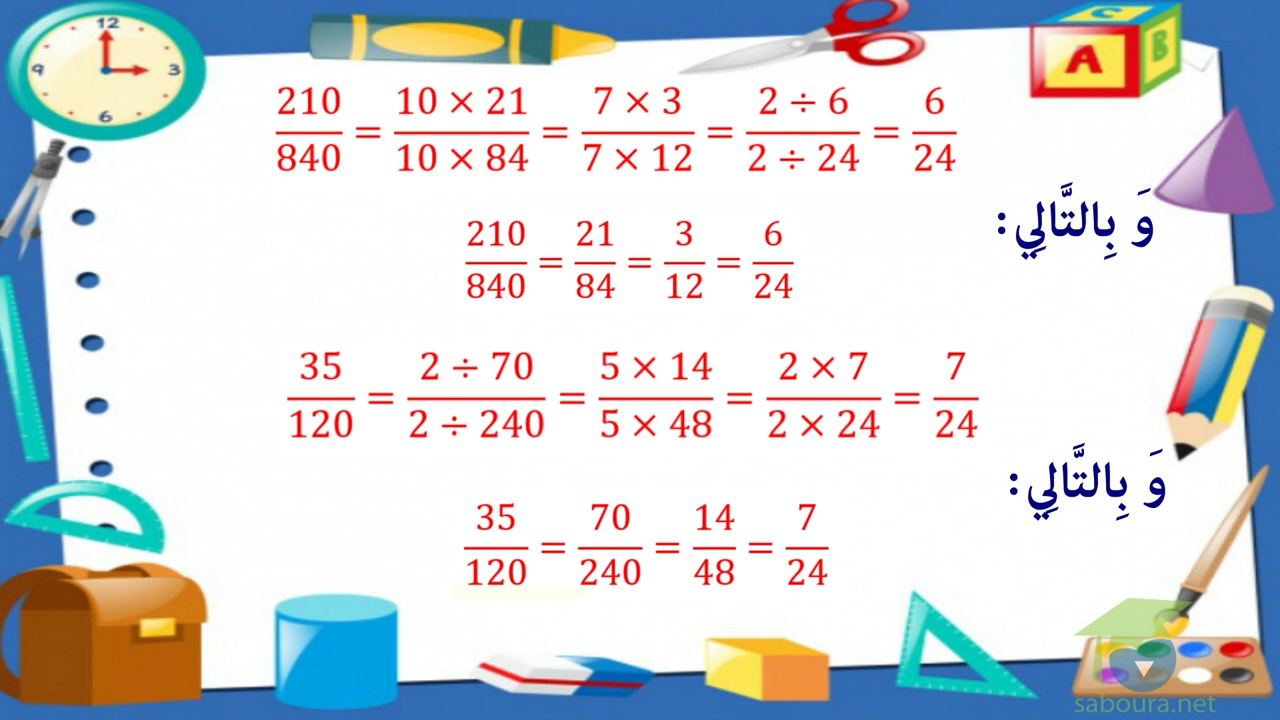 210/840 = 10 × 21/10 × 84 = 7 × 3/7 × 12 = 2 ÷ 6/2 ÷ 24 = 6/24
وَ بِالتَّالِي:
210/840 = 21/84 = 3/12 = 6/24
35/120 = 2 ÷ 70/2 ÷ 240 = 5 × 14/5 × 48 = 2 × 7/2 × 24 = 7/24
وَ بِالتَّالِي:
35/120 = 70/240 = 14/48 = 7/24
12
9
3
6
A
B
C
saboura.net